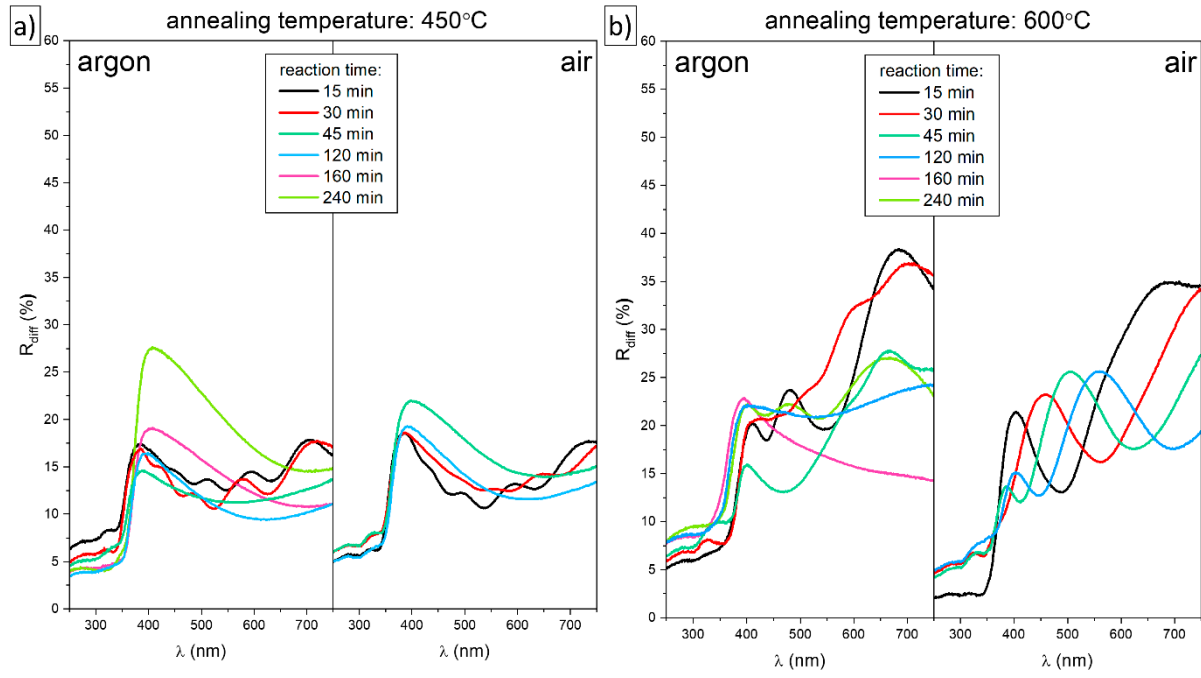 a)
annealing temperature: 450°C
argon
air
reaction time:
15 min
30 min
45 min
120 min
160 min
240 min
R_diff (%)
60
55
50
45
40
35
30
25
20
15
10
5
0
300 400 500 600 700
300 400 500 600 700
λ (nm)
λ (nm)
b)
annealing temperature: 600°C
argon
air
reaction time:
15 min
30 min
45 min
120 min
160 min
240 min
R_diff (%)
60
55
50
45
40
35
30
25
20
15
10
5
0
300 400 500 600 700
300 400 500 600 700
λ (nm)
λ (nm)